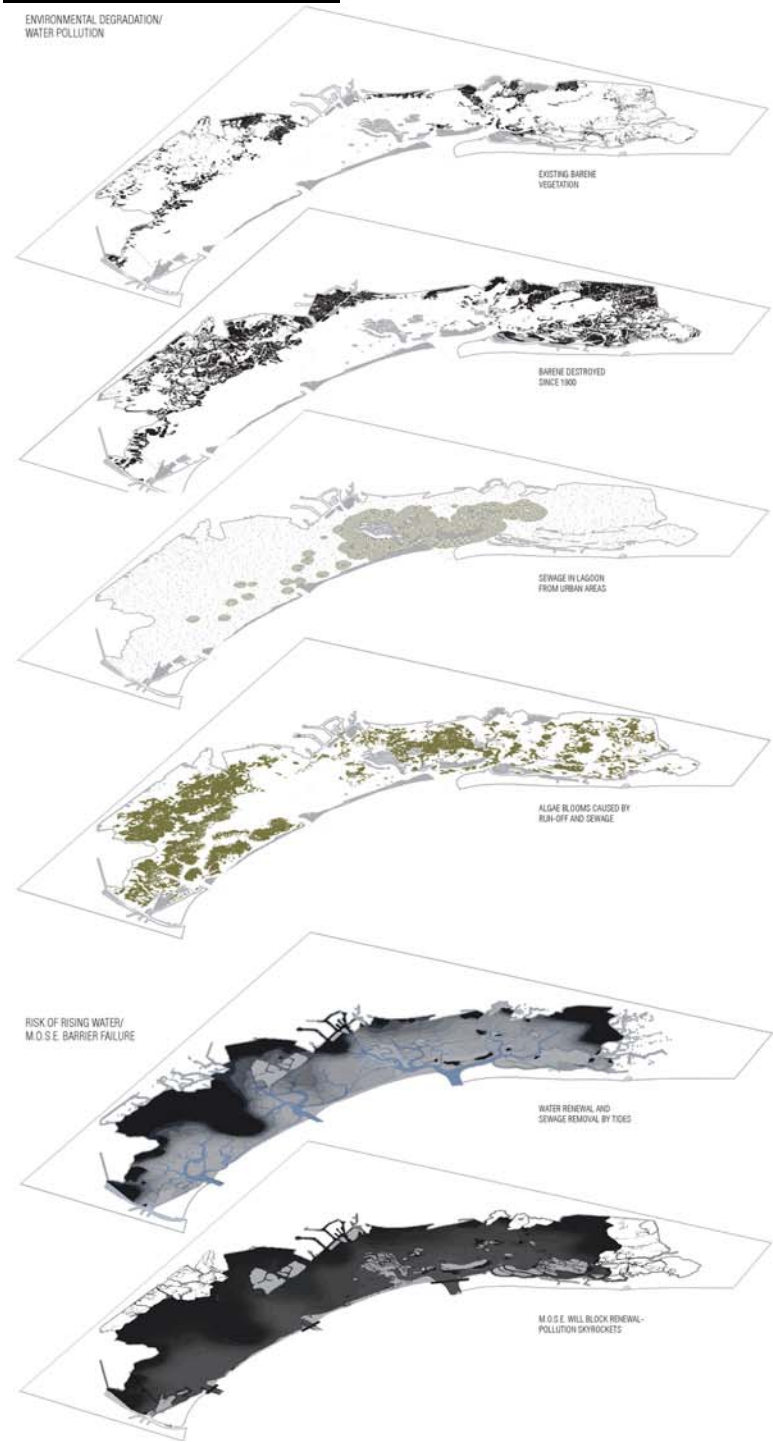 ENVIRONMENTAL DEGRADATION/
WATER POLLUTION
EXISTING BARENE
VEGETATION
BARENE DESTROYED
SINCE 1900
SEWAGE IN LAGOON
FROM URBAN AREAS
ALGAE BLOOMS CAUSED BY
RUN-OFF AND SEWAGE
RISK OF RISING WATER/
M.O.S.E. BARRIER FAILURE
WATER RENEWAL AND
SEWAGE REMOVAL BY TIDES
M.O.S.E. WILL BLOCK RENEWAL-
POLLUTION SKYROCKETS